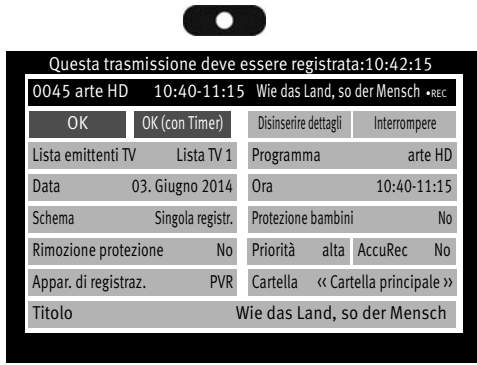 Questa trasmissione deve essere registrata:10:42:15
0045 arte HD 10:40-11:15 Wie das Land, so der Mensch •REC
OK OK (con Timer) Disinserire dettagli Interrompere
Lista emittenti TV Lista TV 1 Programma arte HD
Data 03. Giugno 2014 Ora 10:40-11:15
Schema Singola registr. Protezione bambini No
Rimozione protezione No Priorità alta AccuRec No
Appar. di registraz. PVR Cartella « Cartella principale »
Titolo Wie das Land, so der Mensch